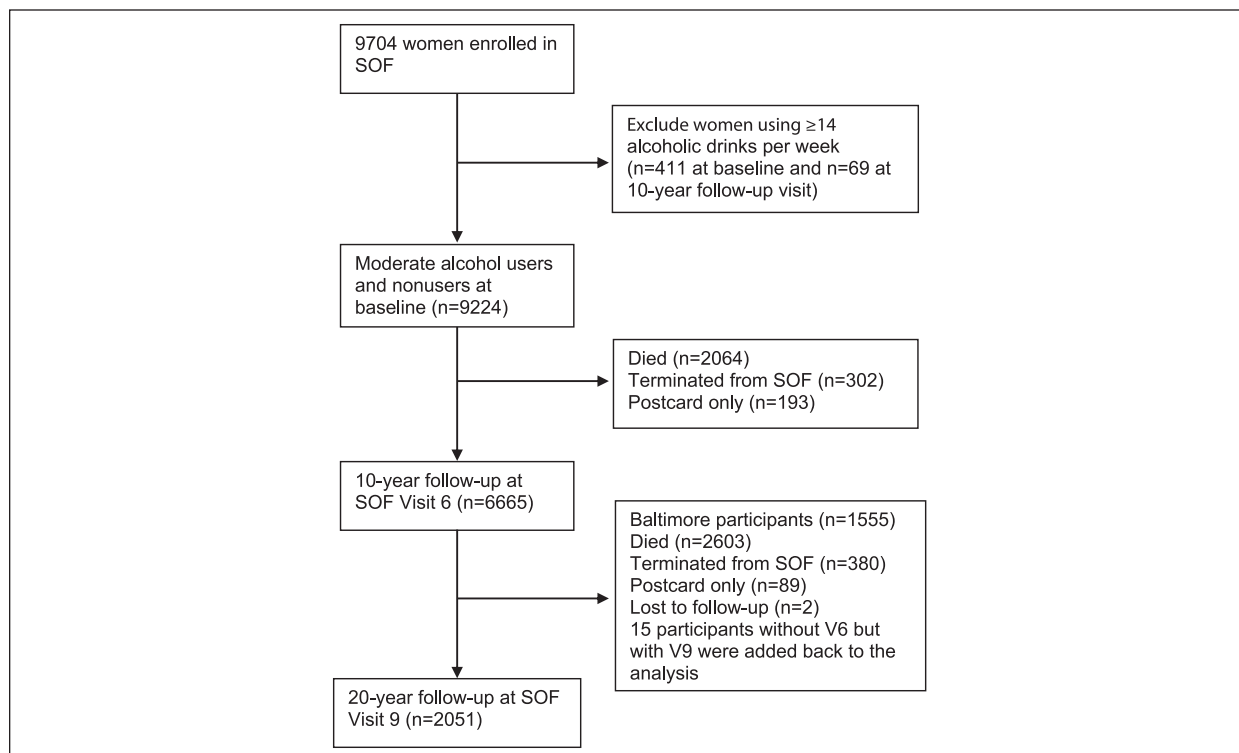 9704 women enrolled in
SOF
Exclude women using ≥14
alcoholic drinks per week
(n=411 at baseline and n=69 at
10-year follow-up visit)
Moderate alcohol users
and nonusers at
baseline (n=9224)
Died (n=2064)
Terminated from SOF (n=302)
Postcard only (n=193)
10-year follow-up at
SOF Visit 6 (n=6665)
Baltimore participants (n=1555)
Died (n=2603)
Terminated from SOF (n=380)
Postcard only (n=89)
Lost to follow-up (n=2)
15 participants without V6 but
with V9 were added back to the
analysis
20-year follow-up at SOF
Visit 9 (n=2051)